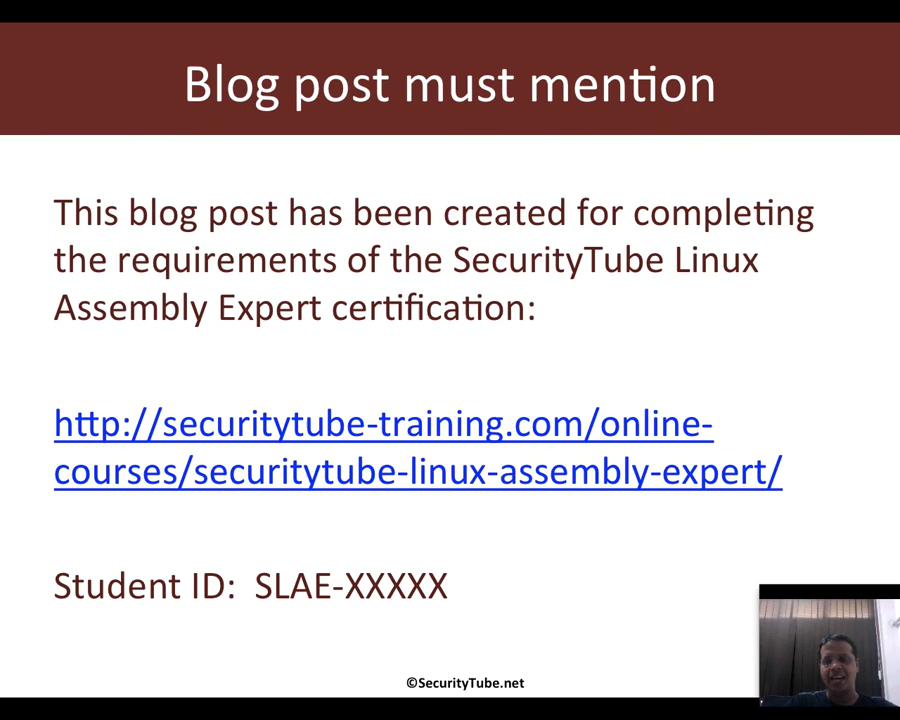 Blog post must mention
This blog post has been created for completing
the requirements of the SecurityTube Linux
Assembly Expert certification:
http://securitytube-training.com/online-
courses/securitytube-linux-assembly-expert/
Student ID: SLAE-XXXXX
©SecurityTube.net